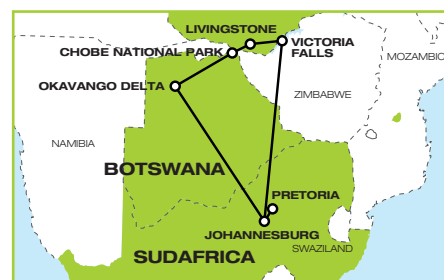 LIVINGSTONE
VICTORIA
FALLS
CHOBE NATIONAL PARK
MOZAMBIC
OKAVANGO DELTA
ZIMBABWE
NAMIBIA
BOTSWANA
PRETORIA
JOHANNESBURG
SWAZILAND
SUDAFRICA